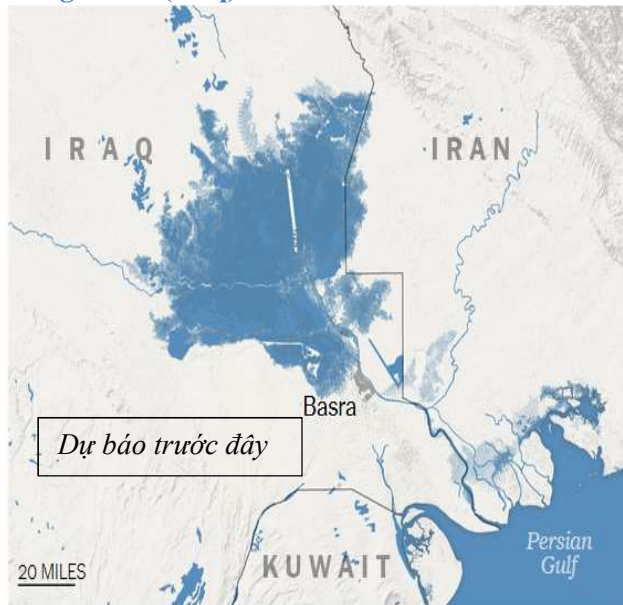 IRAQ
IRAN
Basra
Dự báo trước đây
Persian
Gulf
KUWAIT
20 MILES